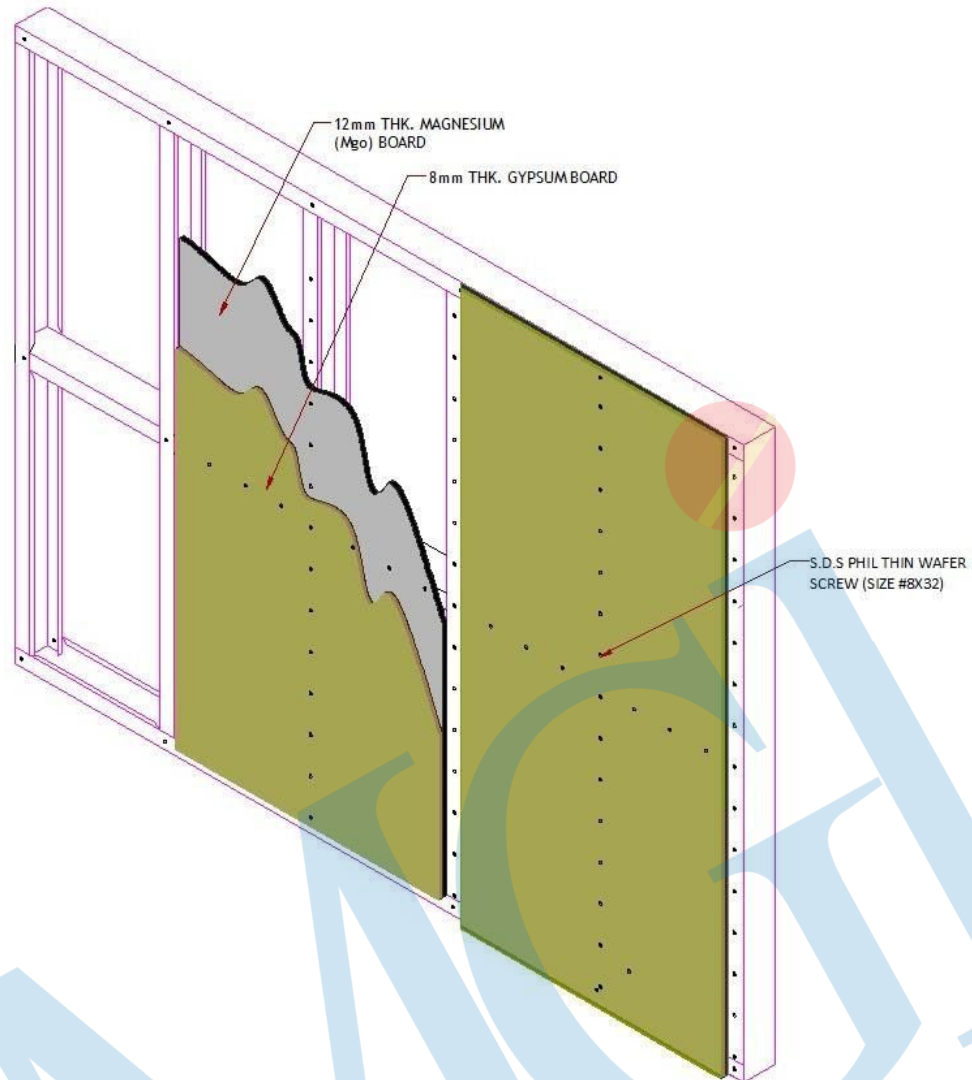 12mm THK. MAGNESIUM
(Mgo) BOARD
8mm THK. GYPSUM BOARD
S.D.S PHIL THIN WAFER
SCREW (SIZE #8X32)